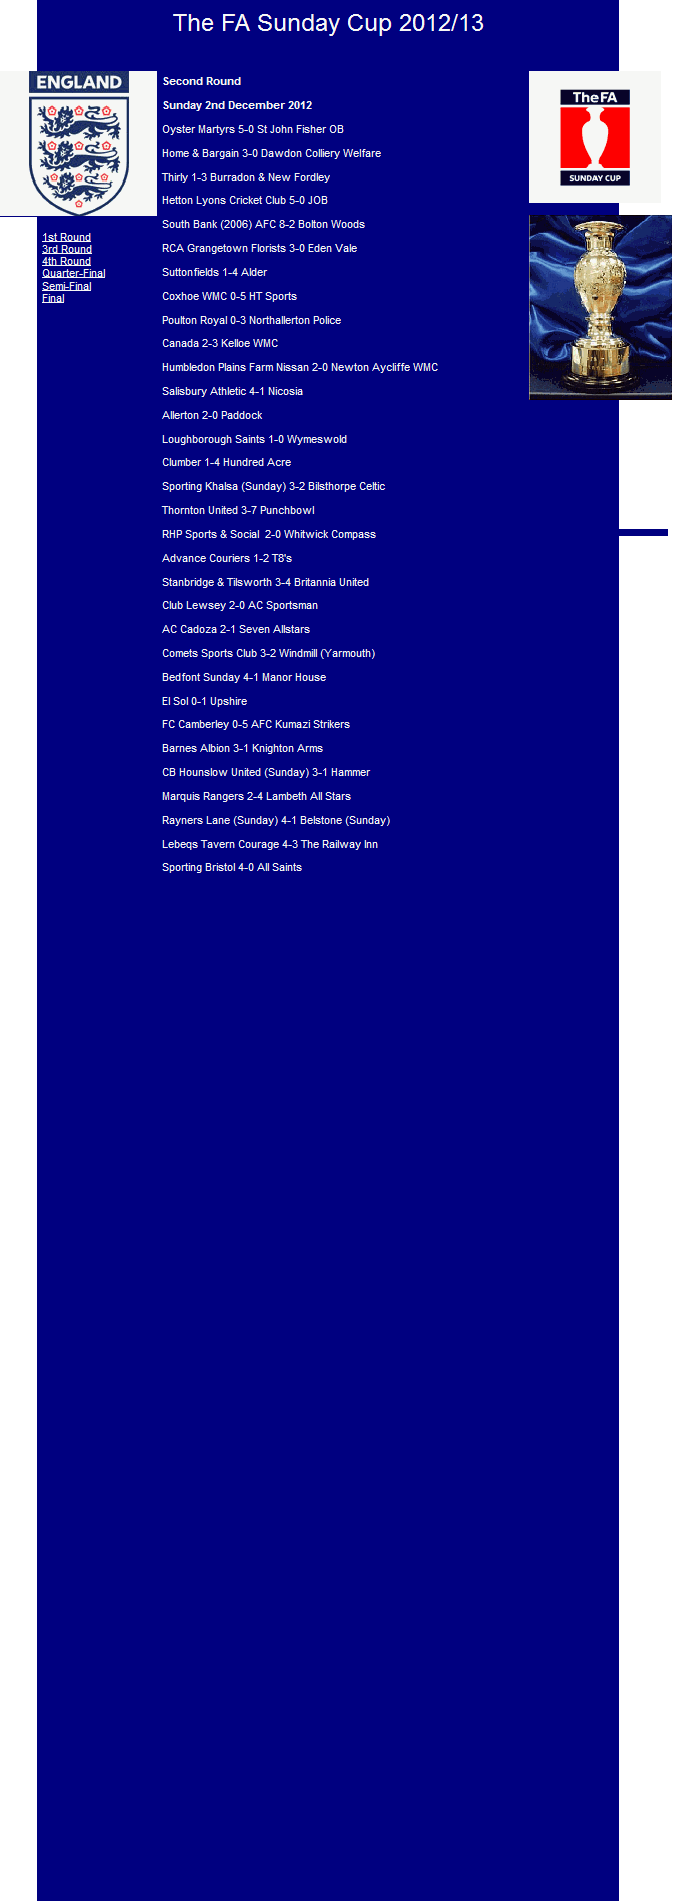 The FA Sunday Cup 2012/13
ENGLAND
Second Round
Sunday 2nd December 2012
Oyster Martyrs 5-0 St John Fisher OB
Home & Bargain 3-0 Dawdon Colliery Welfare
Thirly 1-3 Burradon & New Fordley
Hetton Lyons Cricket Club 5-0 JOB
South Bank (2006) AFC 8-2 Bolton Woods
RCA Grangetown Florists 3-0 Eden Vale
Suttonfields 1-4 Alder
Coxhoe WMC 0-5 HT Sports
Poulton Royal 0-3 Northallerton Police
Canada 2-3 Kelloe WMC
Humbledon Plains Farm Nissan 2-0 Newton Aycliffe WMC
Salisbury Athletic 4-1 Nicosia
Allerton 2-0 Paddock
Loughborough Saints 1-0 Wymeswold
Clumber 1-4 Hundred Acre
Sporting Khalsa (Sunday) 3-2 Bilsthorpe Celtic
Thornton United 3-7 Punchbowl
RHP Sports & Social  2-0 Whitwick Compass
Advance Couriers 1-2 T8's
Stanbridge & Tilsworth 3-4 Britannia United
Club Lewsey 2-0 AC Sportsman
AC Cadoza 2-1 Seven Allstars
Comets Sports Club 3-2 Windmill (Yarmouth)
Bedfont Sunday 4-1 Manor House
El Sol 0-1 Upshire
FC Camberley 0-5 AFC Kumazi Strikers
Barnes Albion 3-1 Knighton Arms
CB Hounslow United (Sunday) 3-1 Hammer
Marquis Rangers 2-4 Lambeth All Stars
Rayners Lane (Sunday) 4-1 Belstone (Sunday)
Lebeqs Tavern Courage 4-3 The Railway Inn
Sporting Bristol 4-0 All Saints
1st Round
3rd Round
4th Round
Quarter-Final
Semi-Final
Final
The FA
SUNDAY CUP